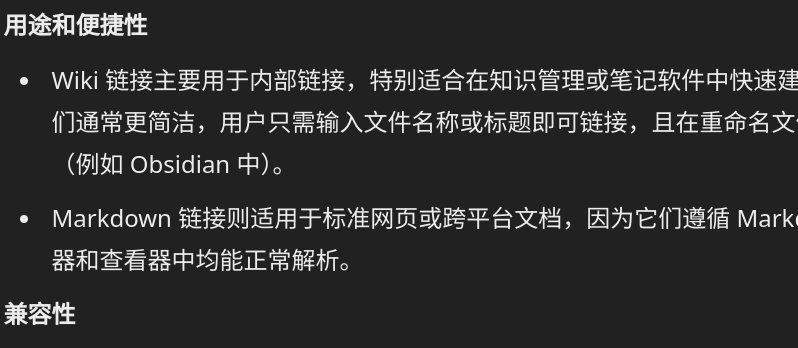 用途和便捷性
• Wiki 链接主要用于内部链接，特别适合在知识管理或笔记软件中快速建
们通常更简洁，用户只需输入文件名称或标题即可链接，且在重命名文
（例如 Obsidian 中）。
• Markdown 链接则适用于标准网页或跨平台文档，因为它们遵循 Mark
器和查看器中均能正常解析。
兼容性